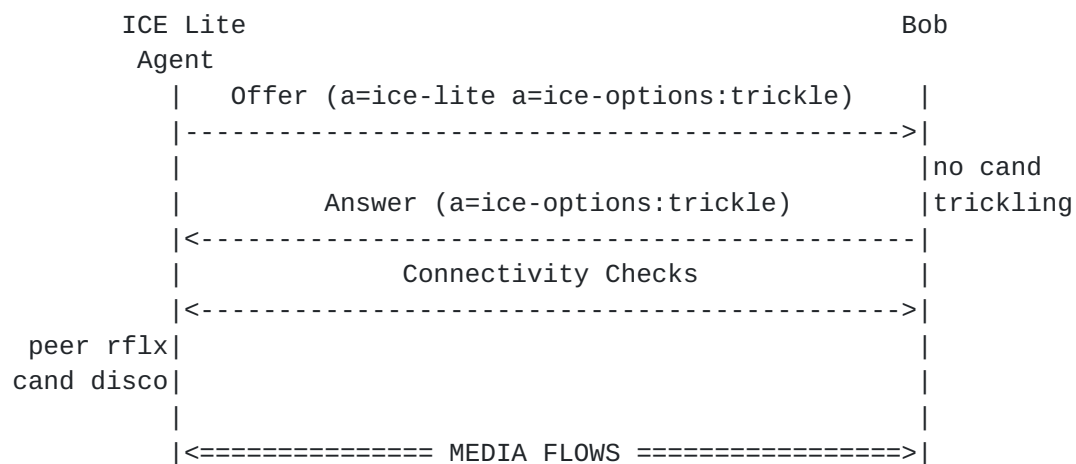 ICE Lite                                          Bob
 Agent
   |   Offer (a=ice-lite a=ice-options:trickle)    |
   |---------------------------------------------->|
   |                                               |no cand
   |         Answer (a=ice-options:trickle)        |trickling
   |<----------------------------------------------|
   |              Connectivity Checks              |
   |<--------------------------------------------->|
peer rflx|                                               |
cand disco|                                               |
   |                                               |
   |<=============== MEDIA FLOWS =================>|